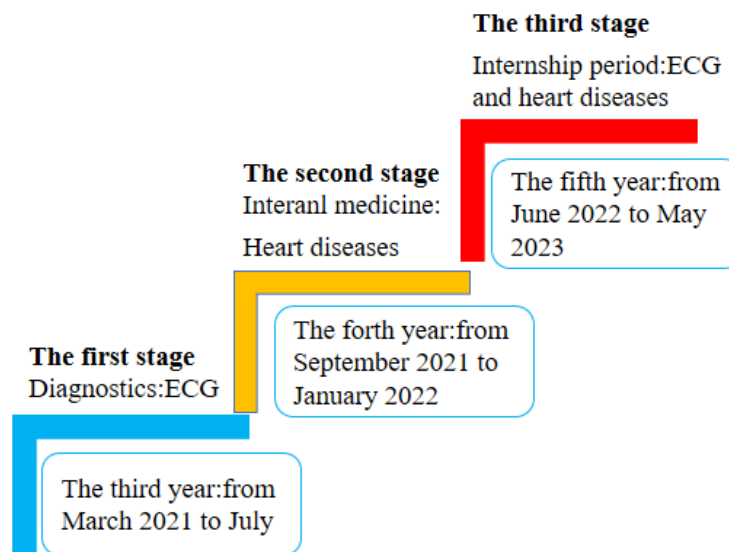 The third stage
Internship period:ECG
and heart diseases
The fifth year:from
June 2022 to May
2023
The second stage
Interanl medicine:
Heart diseases
The forth year:from
September 2021 to
January 2022
The first stage
Diagnostics:ECG
The third year:from
March 2021 to July